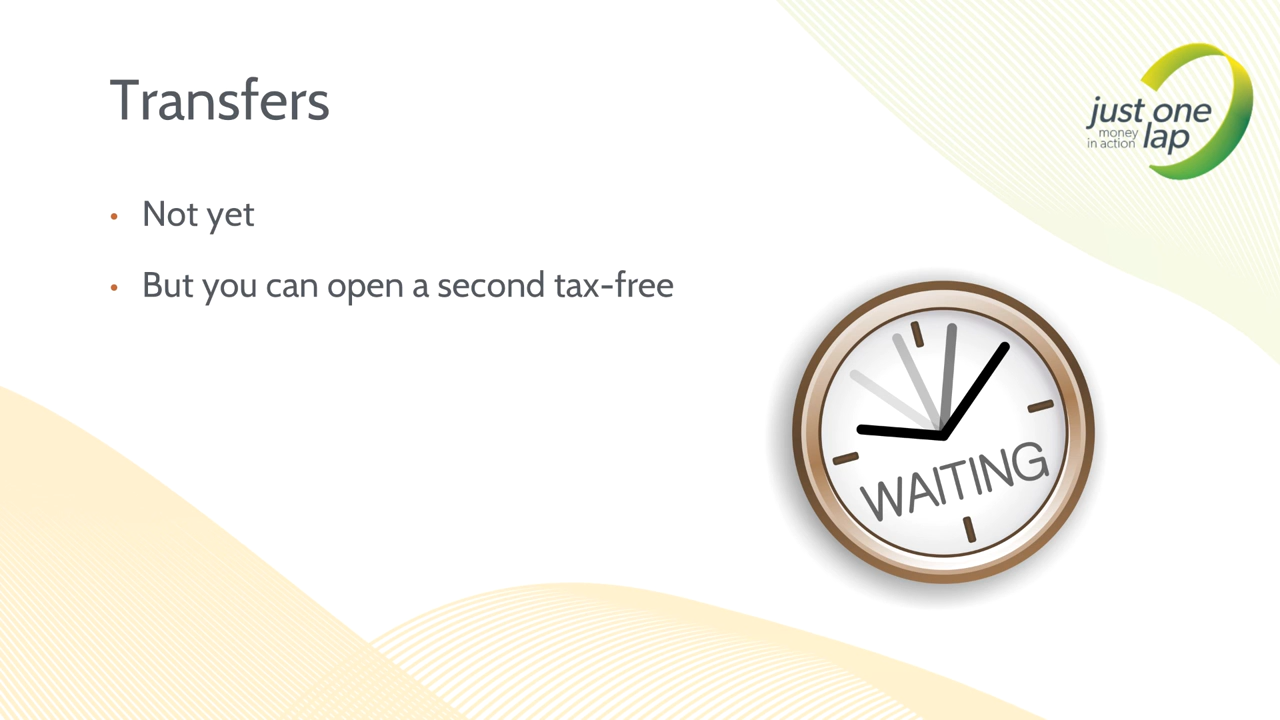 Transfers
just one
money
in action
lap
• Not yet
• But you can open a second tax-free
WAITING